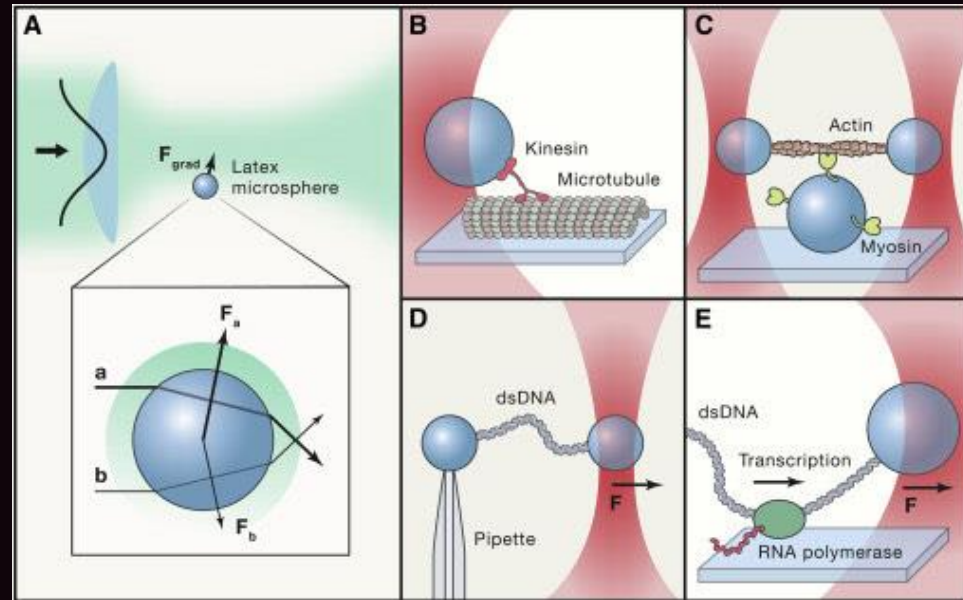 A
F grad
Latex
microsphere
F a
a
b
F b
B
Kinesin
Microtubule
C
Actin
Myosin
D
dsDNA
F
Pipette
E
dsDNA
Transcription
F
RNA polymerase